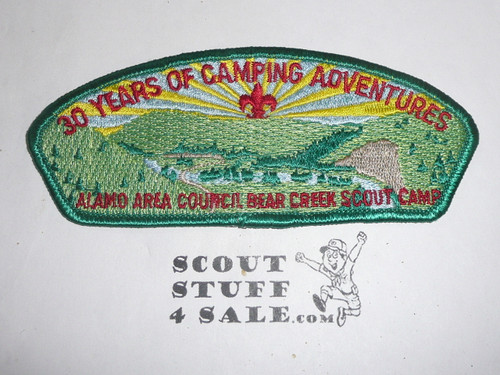 30 YEARS OF CAMPING ADVENTURES
ALAMO AREA COUNCIL BEAR CREEK SCOUT CAMP
SCOUT
STUFF
4 SALE.COM